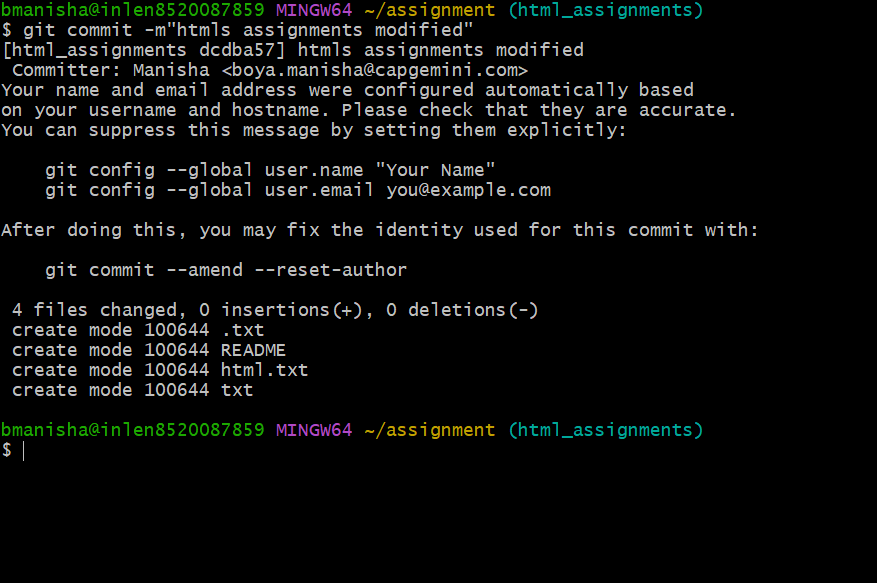 bmanisha@inlen8520087859 MINGW64 ~/assignment (html_assignments)
$ git commit -m"htmls assignments modified"
[html_assignments dcdba57] htmls assignments modified
 Committer: Manisha <boya.manisha@capgemini.com>
Your name and email address were configured automatically based
on your username and hostname. Please check that they are accurate.
You can suppress this message by setting them explicitly:

    git config --global user.name "Your Name"
    git config --global user.email you@example.com

After doing this, you may fix the identity used for this commit with:

    git commit --amend --reset-author

 4 files changed, 0 insertions(+), 0 deletions(-)
 create mode 100644 .txt
 create mode 100644 README
 create mode 100644 html.txt
 create mode 100644 txt

bmanisha@inlen8520087859 MINGW64 ~/assignment (html_assignments)
$